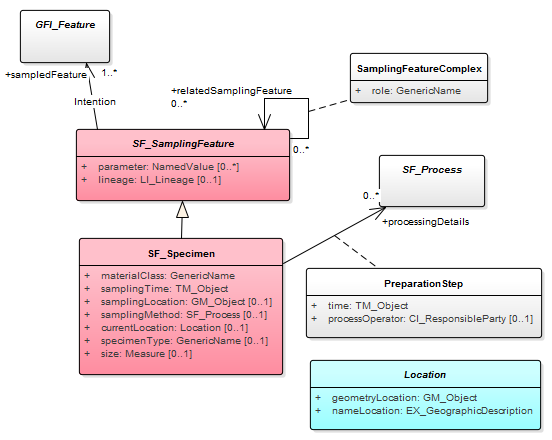 GFI_Feature
+sampledFeature
1..*
Intention
+relatedSamplingFeature
0..*
0..*
SamplingFeatureComplex
+ role: GenericName
SF_SamplingFeature
+ parameter: NamedValue [0..*]
+ lineage: LI_Lineage [0..1]
SF_Process
0..*
+processingDetails
SF_Specimen
+ materialClass: GenericName
+ samplingTime: TM_Object
+ samplingLocation: GM_Object [0..1]
+ samplingMethod: SF_Process [0..1]
+ currentLocation: Location [0..1]
+ specimenType: GenericName [0..1]
+ size: Measure [0..1]
PreparationStep
+ time: TM_Object
+ processOperator: CI_ResponsibleParty [0..1]
Location
+ geometryLocation: GM_Object
+ nameLocation: EX_GeographicDescription